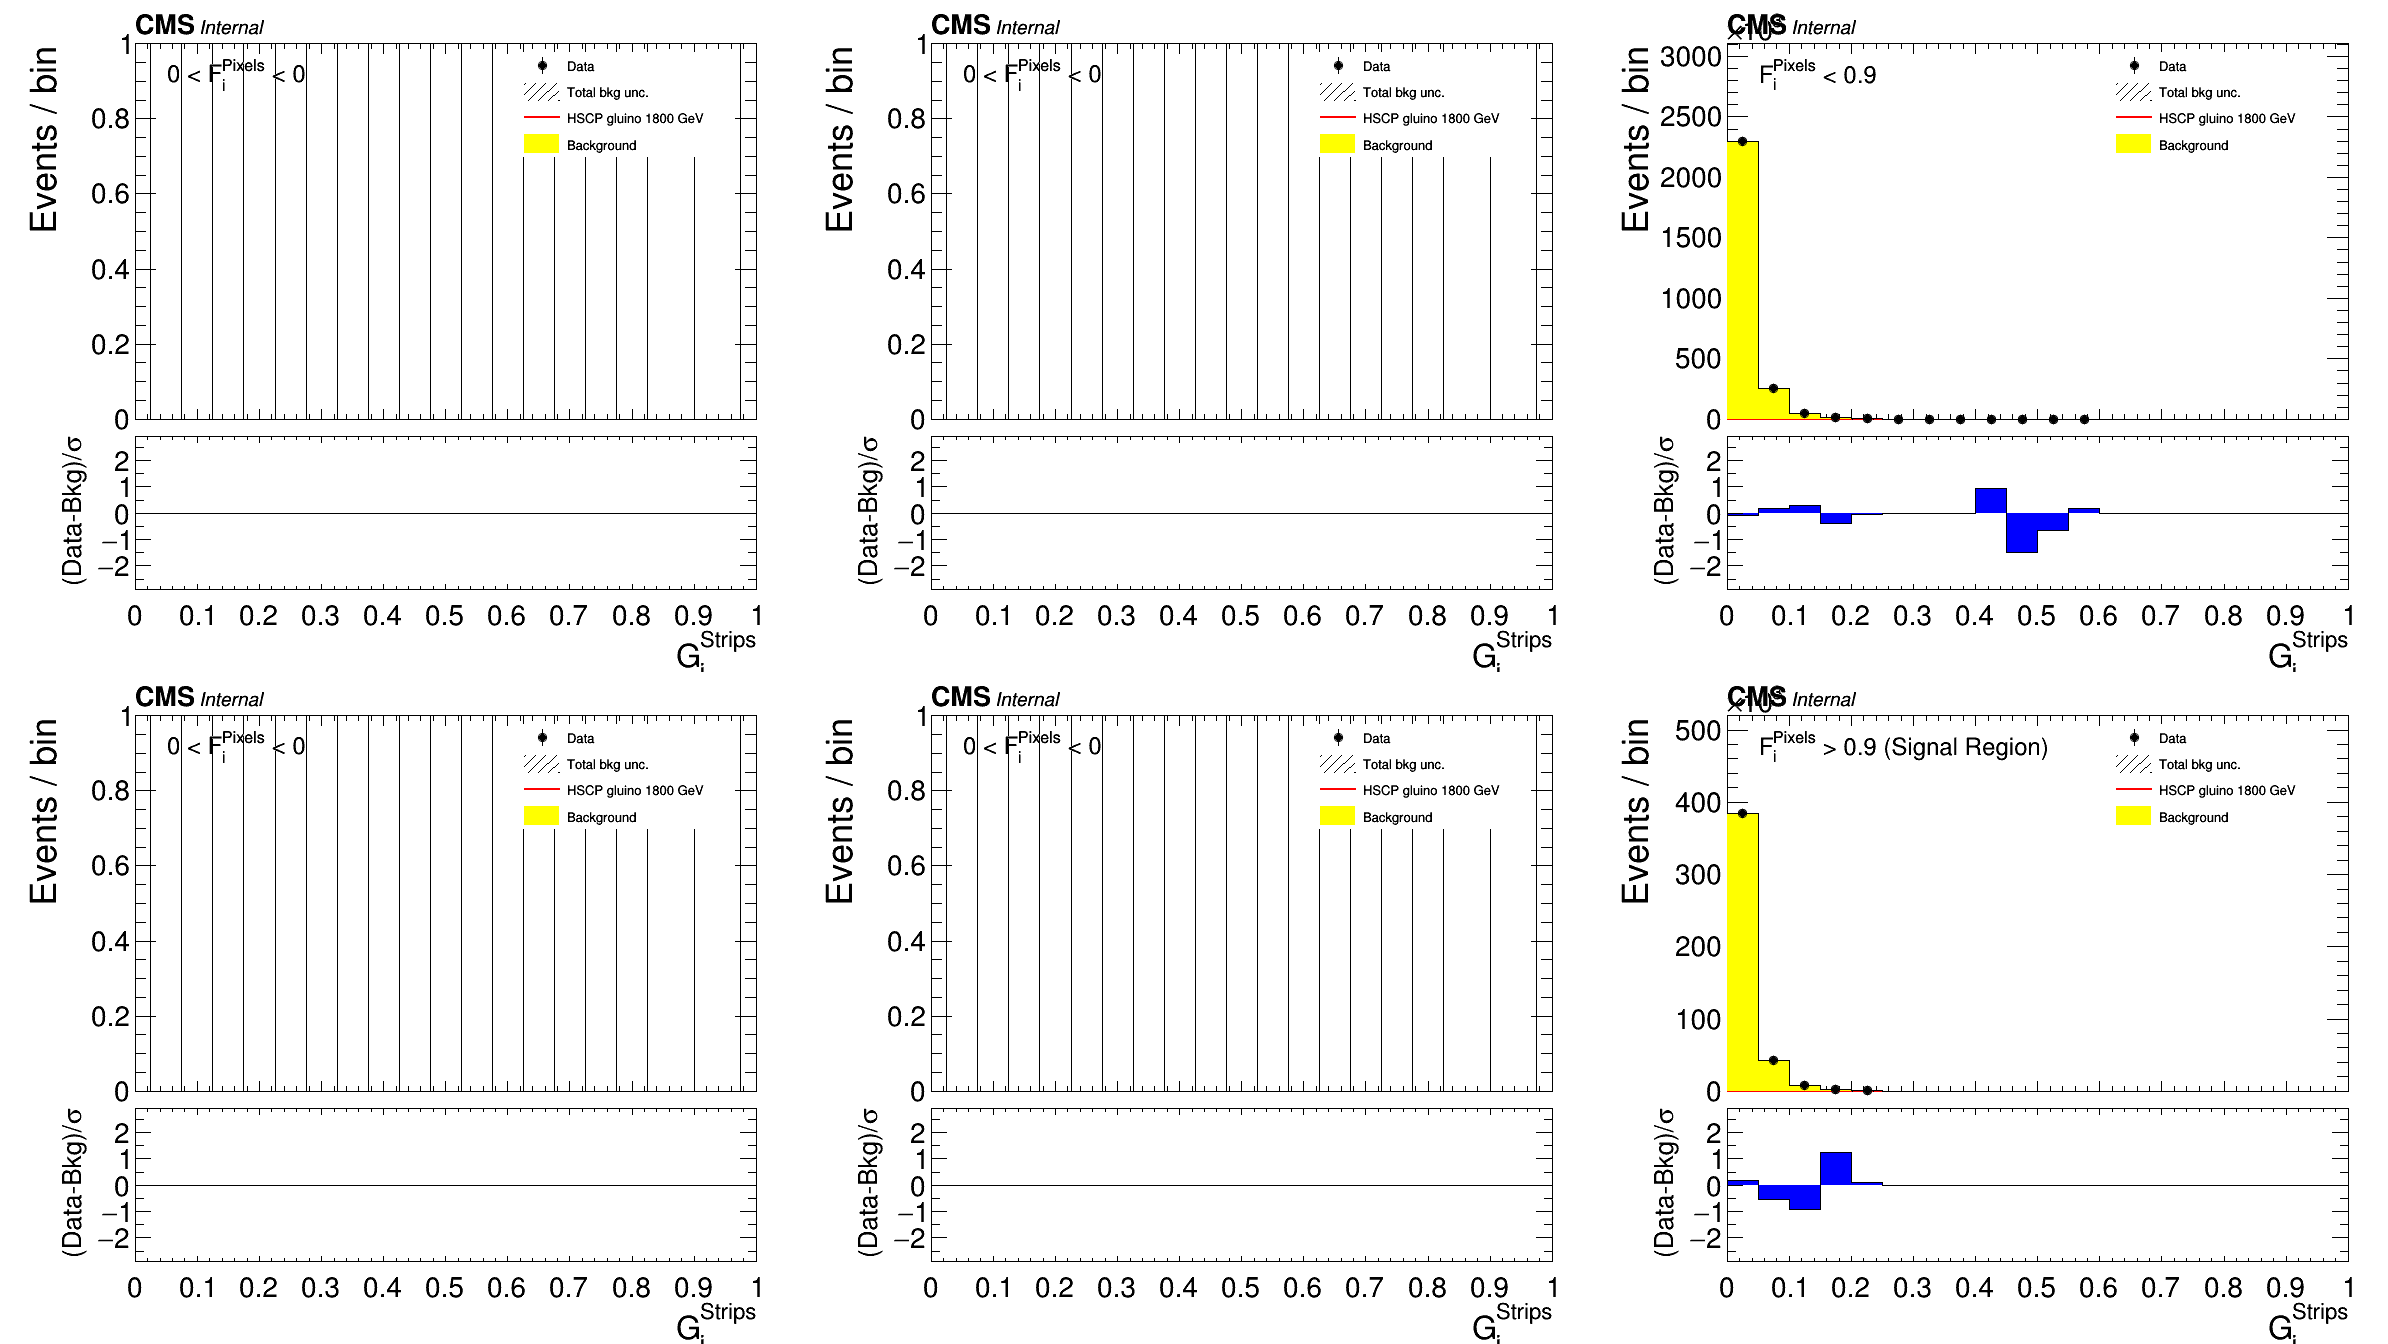 CMS Internal
Events / bin
1
0.8
0.6
0.4
0.2
0
0 < F_i^Pixels < 0
Data
Total bkg unc.
HSCP gluino 1800 GeV
Background
(Data-Bkg)/σ
2
1
0
−1
−2
0 0.1 0.2 0.3 0.4 0.5 0.6 0.7 0.8 0.9 1
G_i^Strips
CMS Internal
Events / bin
1
0.8
0.6
0.4
0.2
0
0 < F_i^Pixels < 0
Data
Total bkg unc.
HSCP gluino 1800 GeV
Background
(Data-Bkg)/σ
2
1
0
−1
−2
0 0.1 0.2 0.3 0.4 0.5 0.6 0.7 0.8 0.9 1
G_i^Strips
CMS Internal
Events / bin
3000
2500
2000
1500
1000
500
0
F_i^Pixels < 0.9
Data
Total bkg unc.
HSCP gluino 1800 GeV
Background
(Data-Bkg)/σ
2
1
0
−1
−2
0 0.1 0.2 0.3 0.4 0.5 0.6 0.7 0.8 0.9 1
G_i^Strips
CMS Internal
Events / bin
1
0.8
0.6
0.4
0.2
0
0 < F_i^Pixels < 0
Data
Total bkg unc.
HSCP gluino 1800 GeV
Background
(Data-Bkg)/σ
2
1
0
−1
−2
0 0.1 0.2 0.3 0.4 0.5 0.6 0.7 0.8 0.9 1
G_i^Strips
CMS Internal
Events / bin
1
0.8
0.6
0.4
0.2
0
0 < F_i^Pixels < 0
Data
Total bkg unc.
HSCP gluino 1800 GeV
Background
(Data-Bkg)/σ
2
1
0
−1
−2
0 0.1 0.2 0.3 0.4 0.5 0.6 0.7 0.8 0.9 1
G_i^Strips
CMS Internal
Events / bin
500
400
300
200
100
0
F_i^Pixels > 0.9 (Signal Region)
Data
Total bkg unc.
HSCP gluino 1800 GeV
Background
(Data-Bkg)/σ
2
1
0
−1
−2
0 0.1 0.2 0.3 0.4 0.5 0.6 0.7 0.8 0.9 1
G_i^Strips